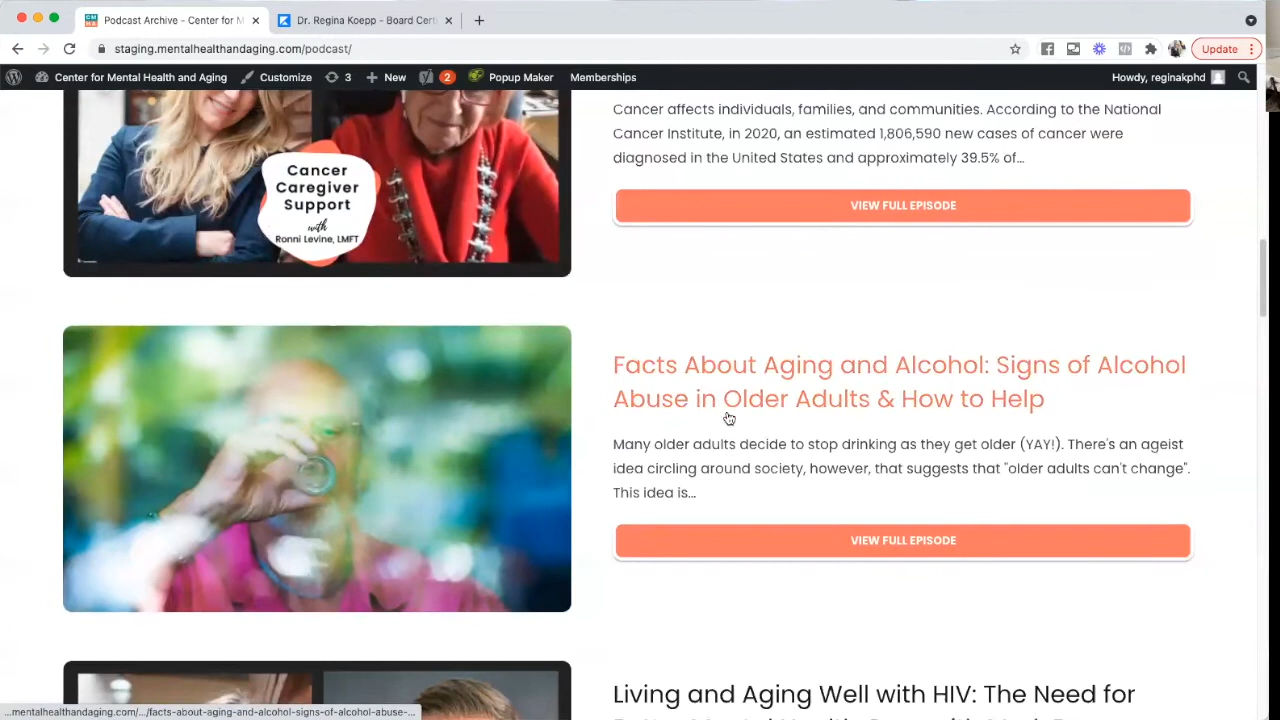 Podcast Archive - Center for M
Dr. Regina Koepp - Board Cert
staging.mentalhealthandaging.com/podcast/
Update
Center for Mental Health and Aging
Customize
3
New
2
Popup Maker
Memberships
Howdy, reginakphd
Cancer affects individuals, families, and communities. According to the National
Cancer Institute, in 2020, an estimated 1,806,590 new cases of cancer were
diagnosed in the United States and approximately 39.5% of...
VIEW FULL EPISODE
Cancer
Caregiver
Support
with
Ronni Levine, LMFT
Facts About Aging and Alcohol: Signs of Alcohol
Abuse in Older Adults & How to Help
Many older adults decide to stop drinking as they get older (YAY!). There's an ageist
idea circling around society, however, that suggests that "older adults can't change".
This idea is...
VIEW FULL EPISODE
Living and Aging Well with HIV: The Need for
...mentalhealthandaging.com/.../facts-about-aging-and-alcohol-signs-of-alcohol-abuse-...